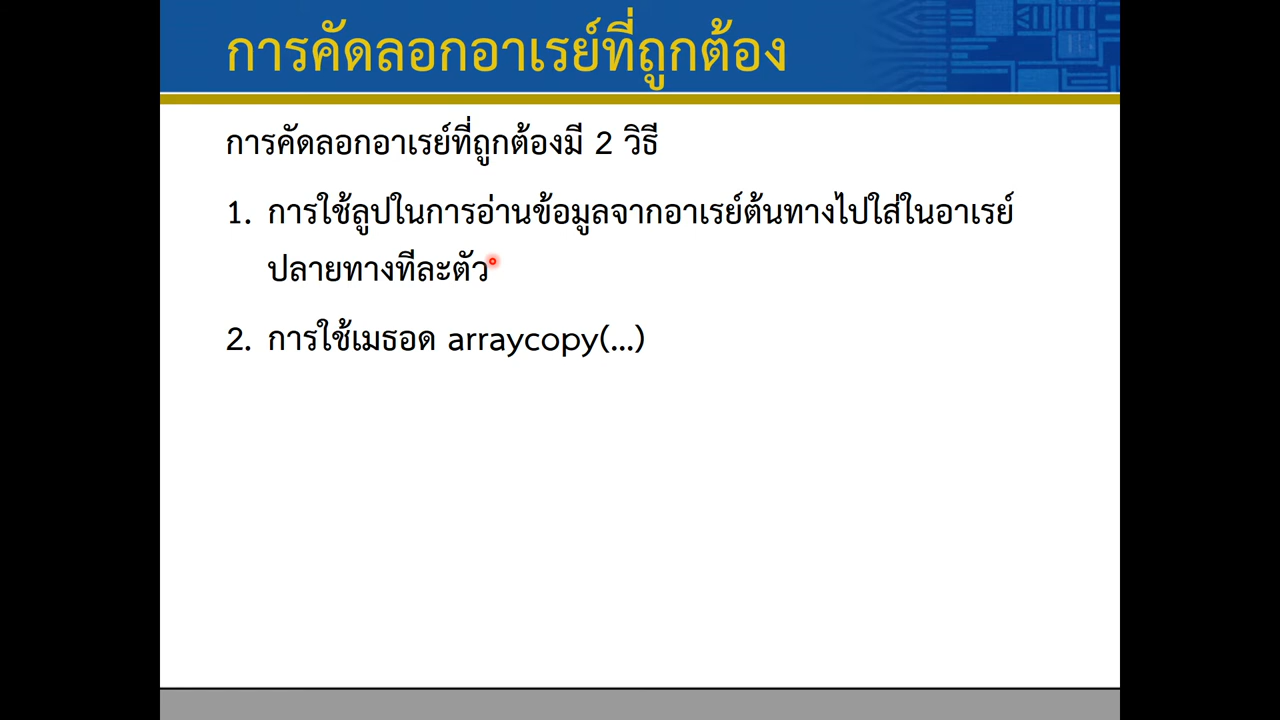 การคัดลอกอาเรย์ที่ถูกต้อง
การคัดลอกอาเรย์ที่ถูกต้องมี 2 วิธี
1. การใช้ลูปในการอ่านข้อมูลจากอาเรย์ต้นทางไปใส่ในอาเรย์
ปลายทางทีละตัว
2. การใช้เมธอด arraycopy(...)